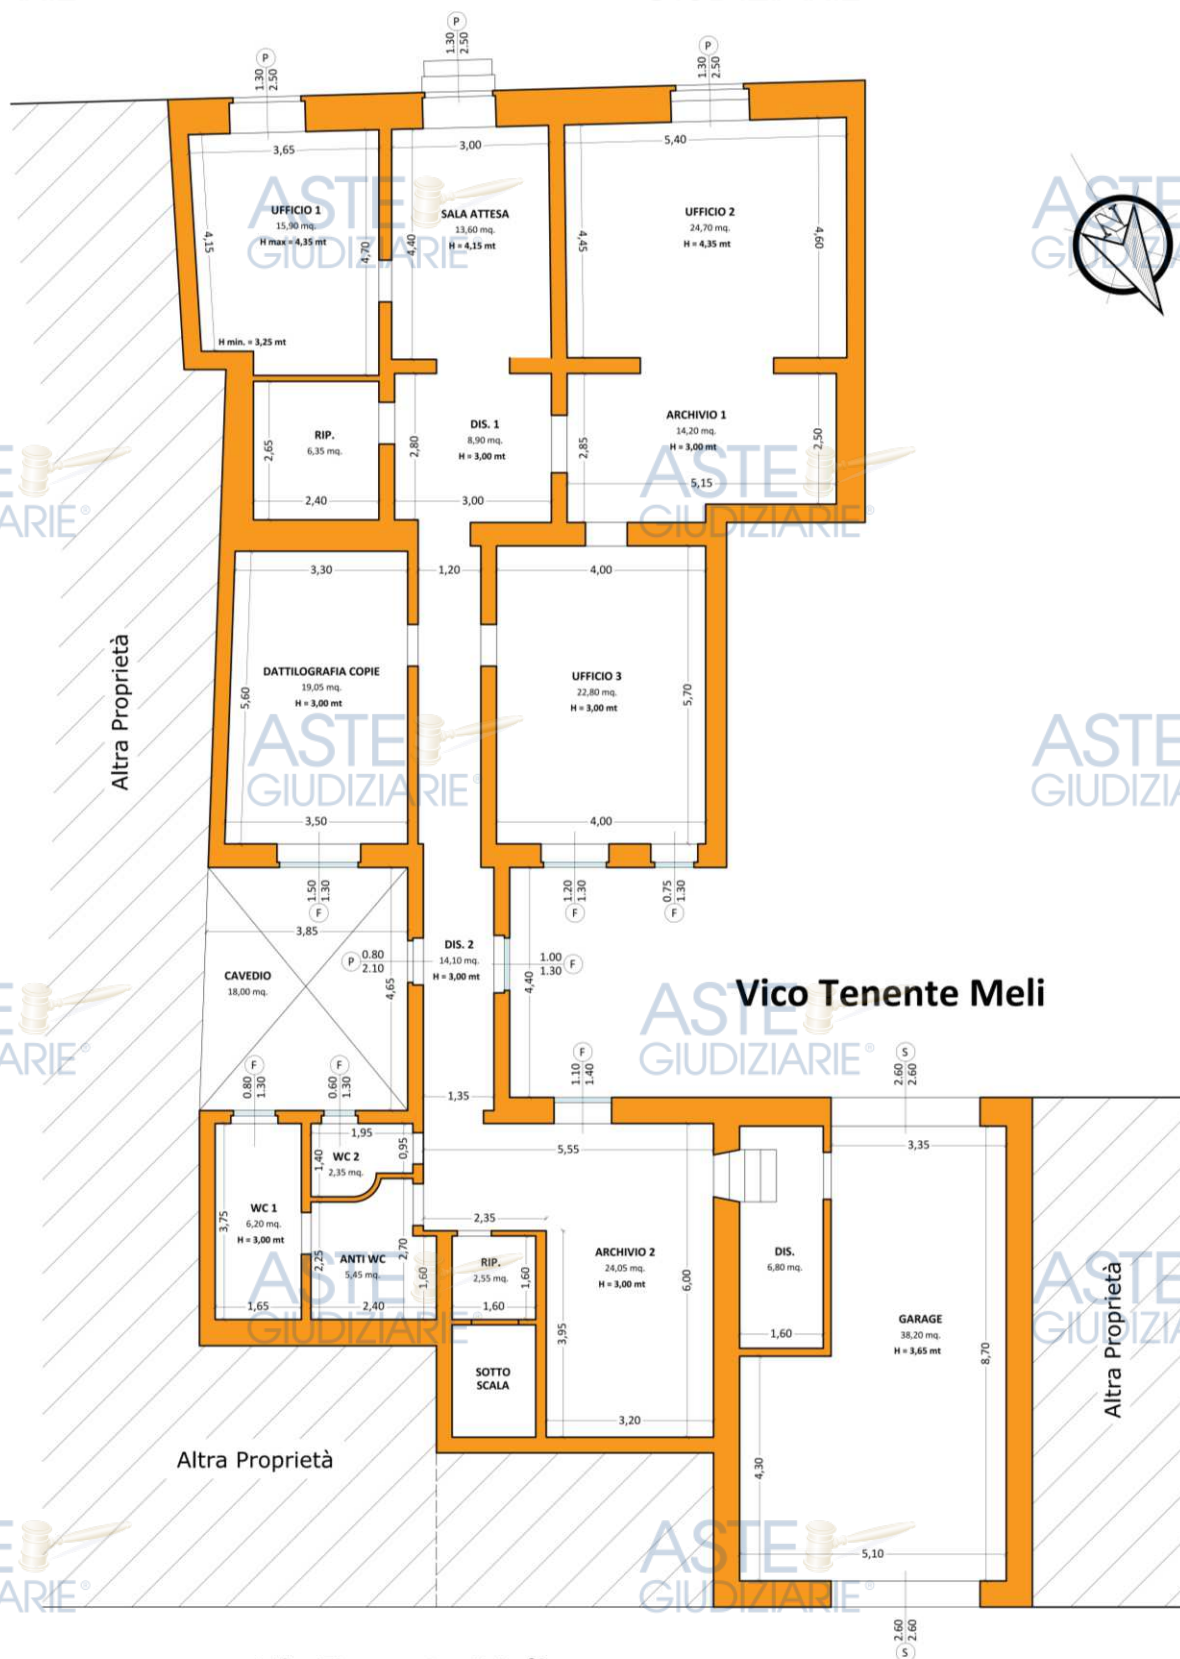 P
1.30
2.50
P
1.30
2.50
P
1.30
2.50
3,65
3,00
5,40
UFFICIO 1
15,90 mq.
H max = 4,35 mt
4,15
4,70
H min. = 3,25 mt
SALA ATTESA
13,60 mq.
H = 4,15 mt
4,40
UFFICIO 2
24,70 mq.
H = 4,35 mt
4,45
4,60
N
RIP.
6,35 mq.
2,65
2,40
DIS. 1
8,90 mq.
H = 3,00 mt
2,80
3,00
ARCHIVIO 1
14,20 mq.
H = 3,00 mt
2,85
2,50
5,15
3,30
1,20
4,00
Altra Proprietà
DATTILOGRAFIA COPIE
19,05 mq.
H = 3,00 mt
5,60
3,50
UFFICIO 3
22,80 mq.
H = 3,00 mt
5,70
4,00
1.50
1.30
F
1.20
1.30
F
0.75
1.30
F
3,85
CAVEDIO
18,00 mq.
4,65
P
0.80
2.10
DIS. 2
14,10 mq.
H = 3,00 mt
1.00
1.30
F
4,40
Vico Tenente Meli
F
0.80
1.30
F
0.60
1.30
F
1.10
1.40
S
2.60
2.60
1,35
1,95
WC 2
2,35 mq.
1,40
0,95
5,55
3,35
WC 1
6,20 mq.
H = 3,00 mt
3,75
1,65
ANTI WC
5,45 mq.
2,25
2,70
1,60
2,40
2,35
RIP.
2,55 mq.
1,60
1,60
ARCHIVIO 2
24,05 mq.
H = 3,00 mt
6,00
3,95
3,20
DIS.
6,80 mq.
1,60
GARAGE
38,20 mq.
H = 3,65 mt
8,70
4,30
5,10
SOTTO
SCALA
Altra Proprietà
Altra Proprietà
2.60
2.60
S
ASTE
GIUDIZIARIE®